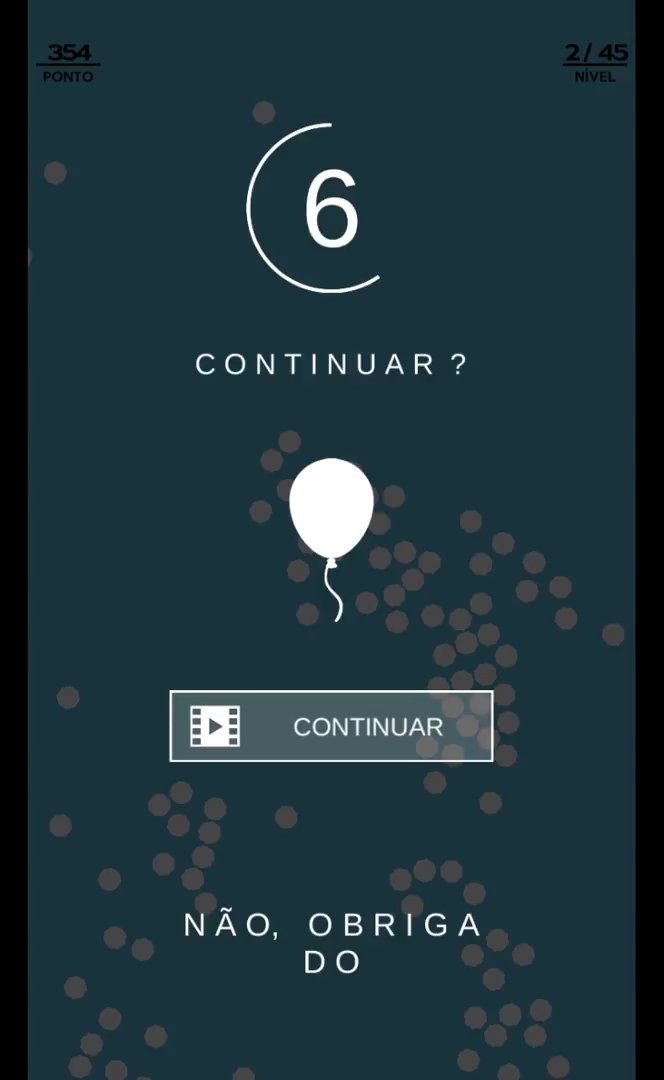 354
PONTO
2 / 45
NÍVEL
6
CONTINUAR ?
CONTINUAR
NÃO, OBRIGA
DO